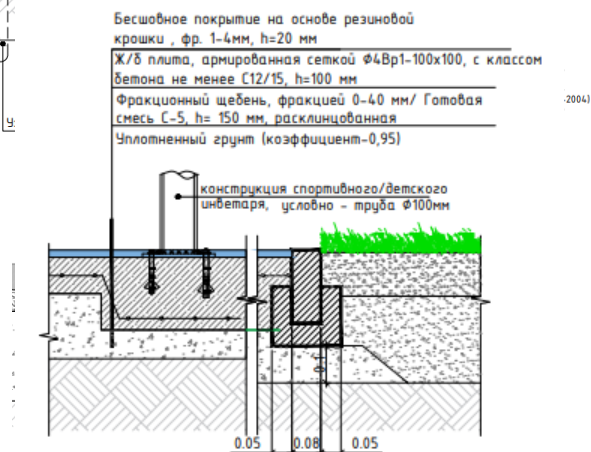 Бесшовное покрытие на основе резиновой
крошки , фр. 1-4мм, h=20 мм
Ж/б плита, армированная сеткой ф4Вр1-100х100, с классом
бетона не менее С12/15, h=100 мм
Фракционный щебень, фракцией 0-40 мм/ Готовая
смесь С-5, h= 150 мм, расклинцованная
Уплотненный грунт (коэффициент-0,95)
2004)
конструкция спортивного/детского
инветаря, условно - труба Ф100мм
0.05 0.08 0.05